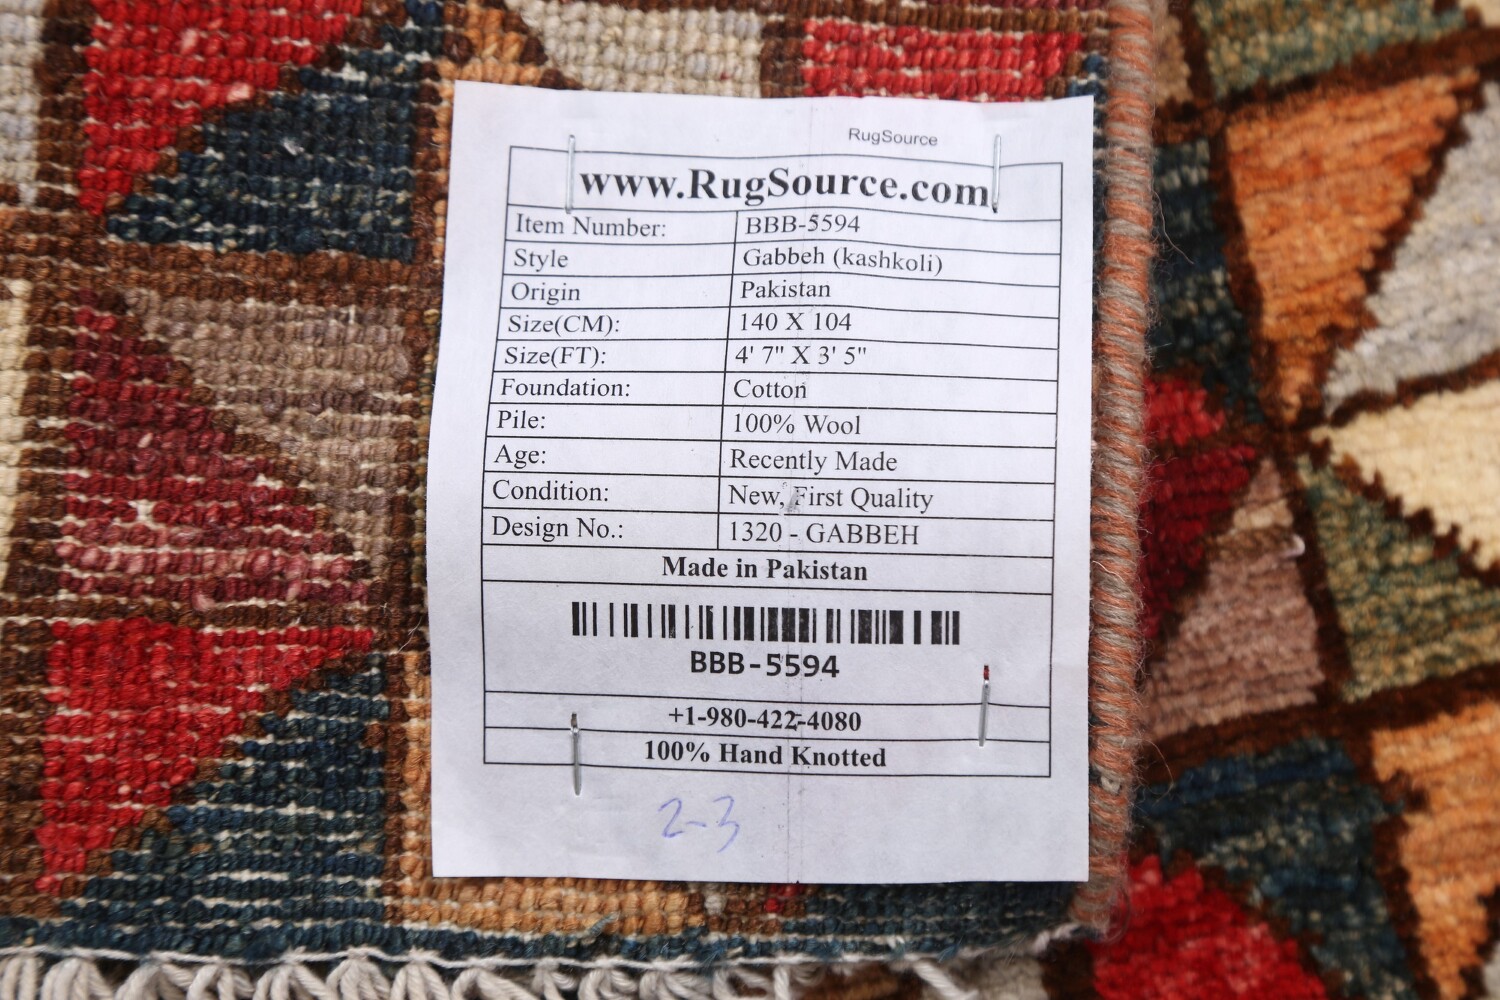 RugSource
www.RugSource.com
Item Number: BBB-5594
Style Gabbeh (kashkoli)
Origin Pakistan
Size(CM): 140 X 104
Size(FT): 4' 7" X 3' 5"
Foundation: Cotton
Pile: 100% Wool
Age: Recently Made
Condition: New, First Quality
Design No.: 1320 - GABBEH
Made in Pakistan
BBB-5594
+1-980-422-4080
100% Hand Knotted
2-3